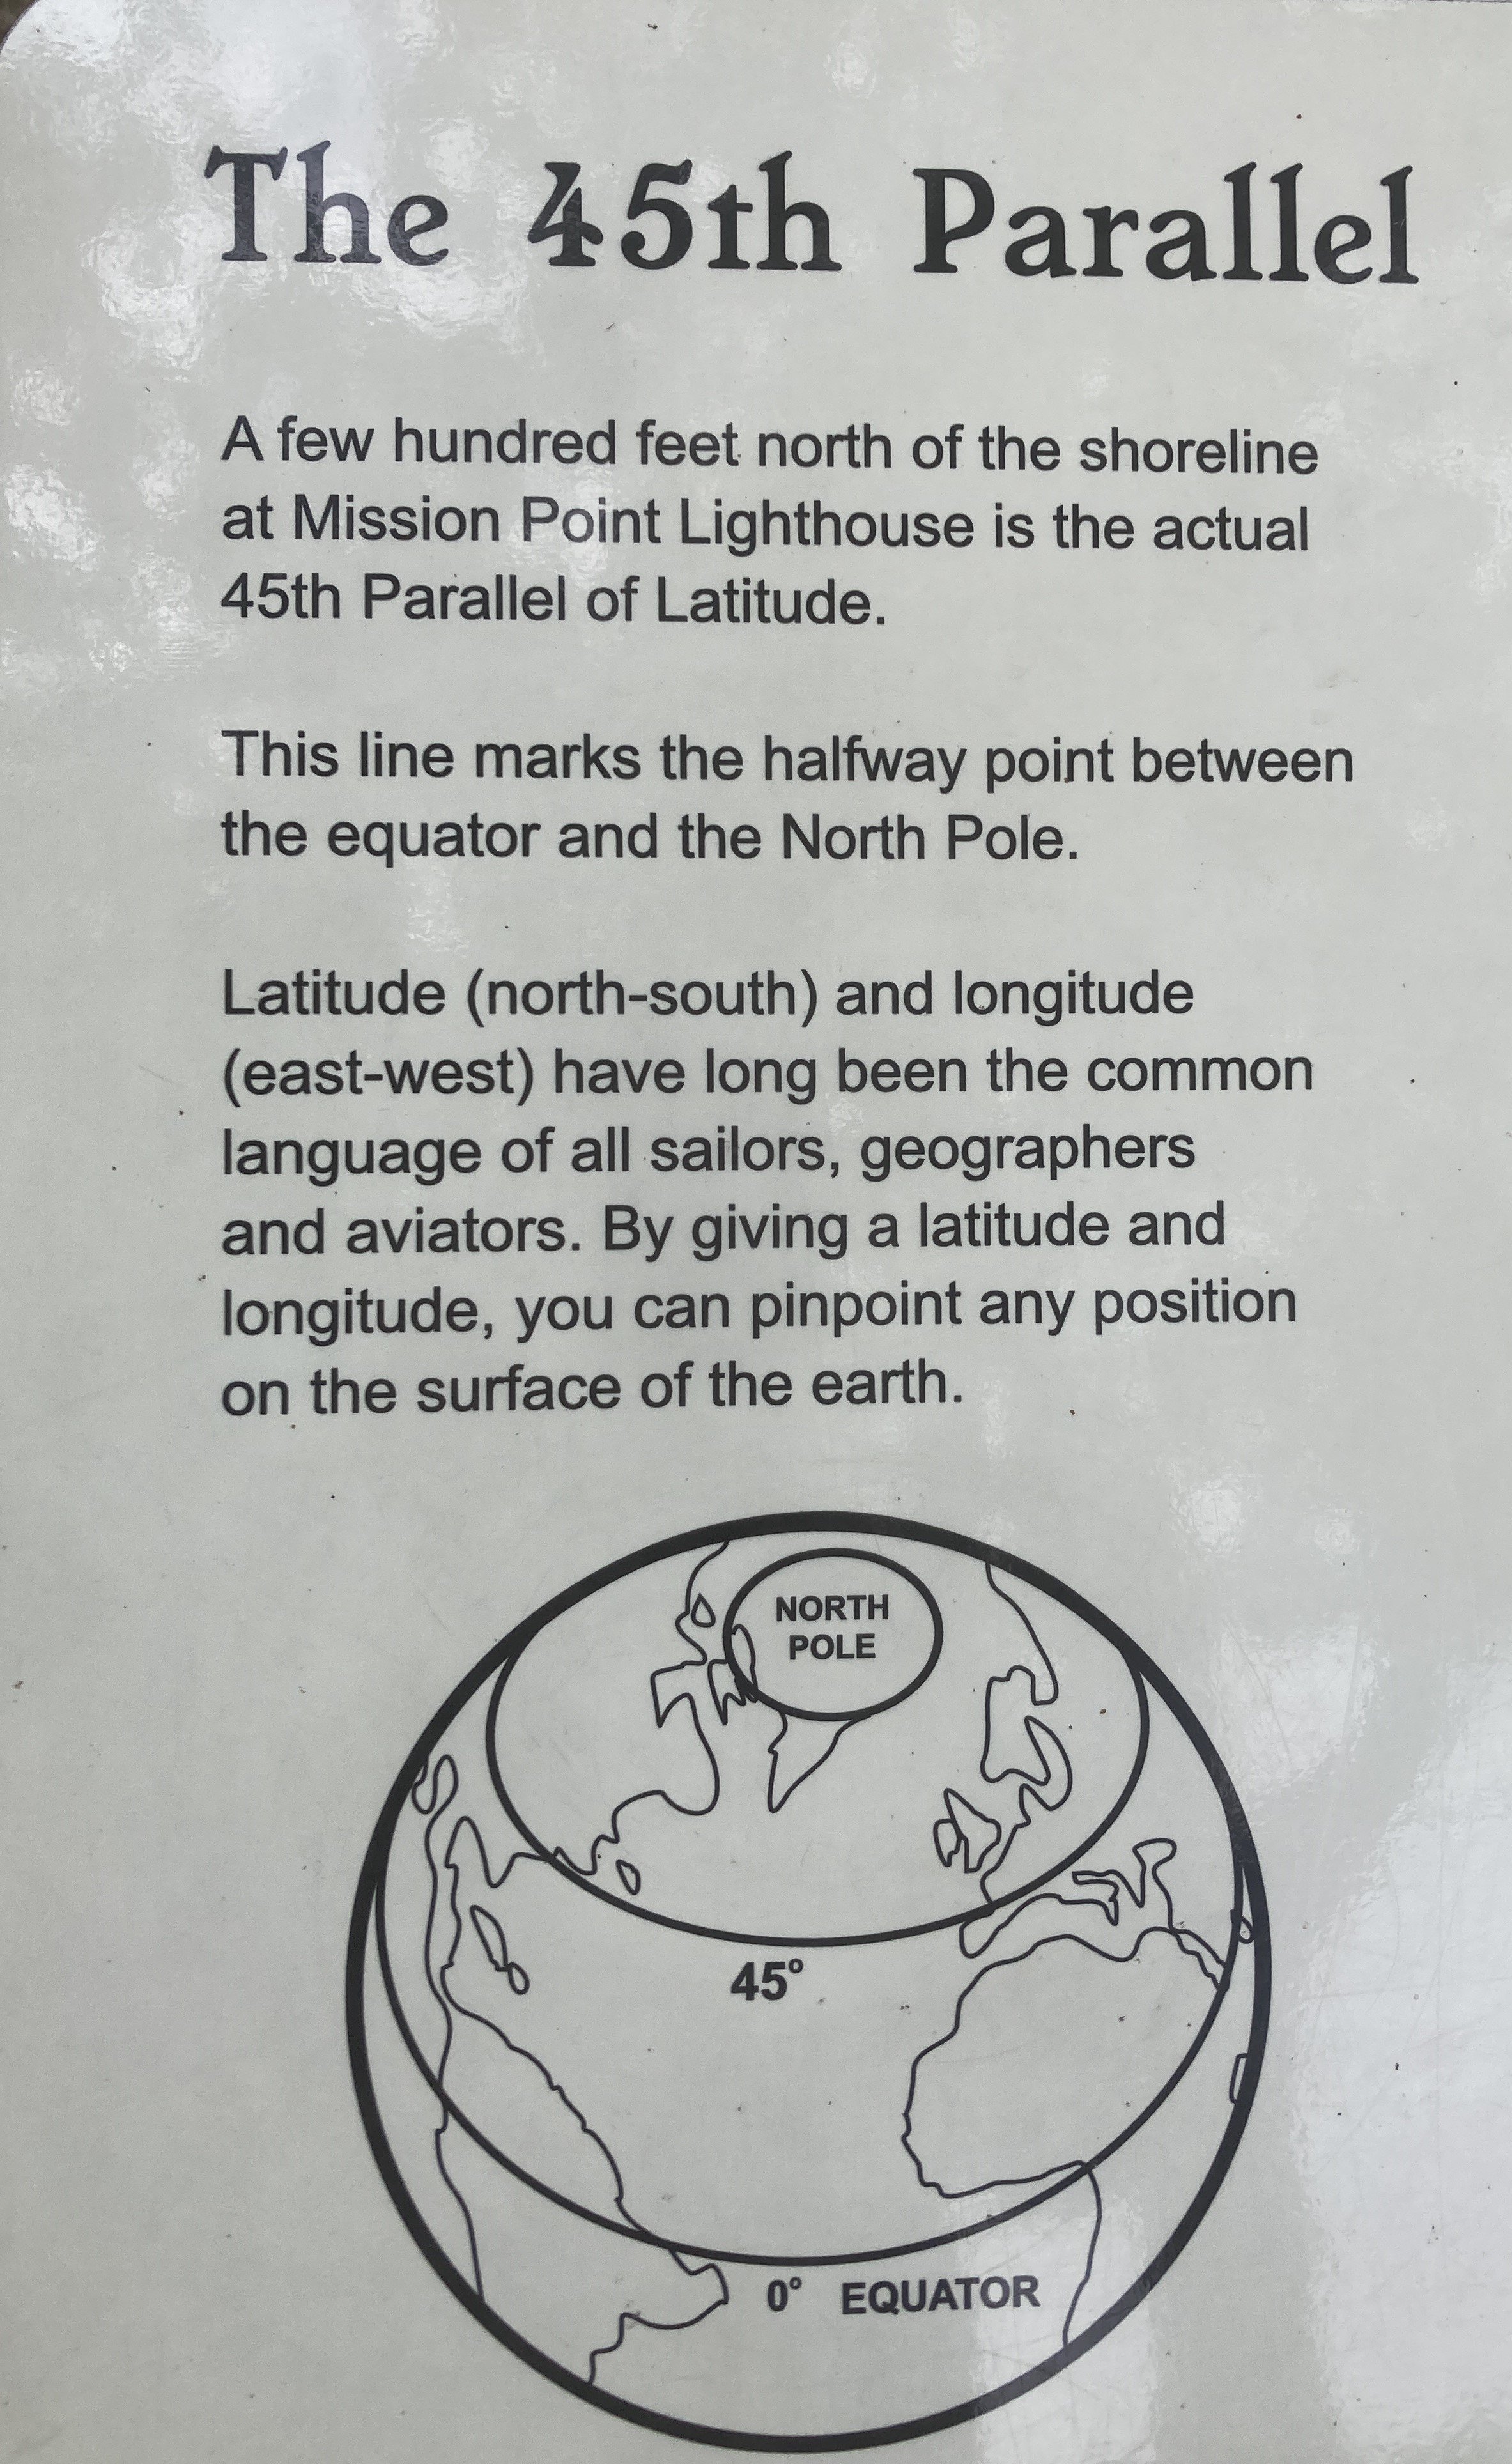 The 45th Parallel
A few hundred feet north of the shoreline
at Mission Point Lighthouse is the actual
45th Parallel of Latitude.
This line marks the halfway point between
the equator and the North Pole.
Latitude (north-south) and longitude
(east-west) have long been the common
language of all sailors, geographers
and aviators. By giving a latitude and
longitude, you can pinpoint any position
on the surface of the earth.
NORTH
POLE
45°
0° EQUATOR